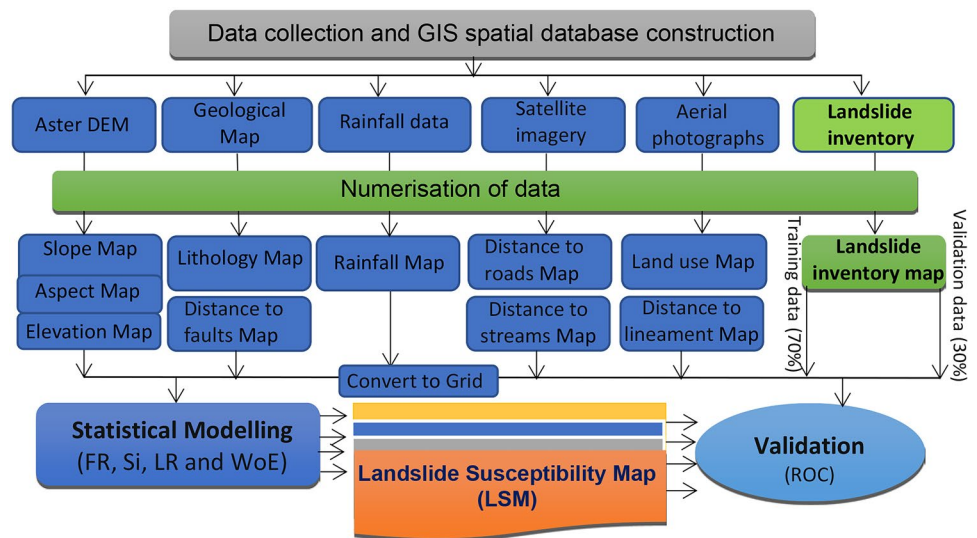 Data collection and GIS spatial database construction
Aster DEM
Geological
Map
Rainfall data
Satellite
imagery
Aerial
photographs
Landslide
inventory
Numerisation of data
Slope Map
Aspect Map
Elevation Map
Lithology Map
Distance to
faults Map
Rainfall Map
Distance to
roads Map
Distance to
streams Map
Land use Map
Distance to
lineament Map
Landslide
inventory map
Training data (70%)
Validation data (30%)
Convert to Grid
Statistical Modelling
(FR, Si, LR and WoE)
Landslide Susceptibility Map
(LSM)
Validation
(ROC)